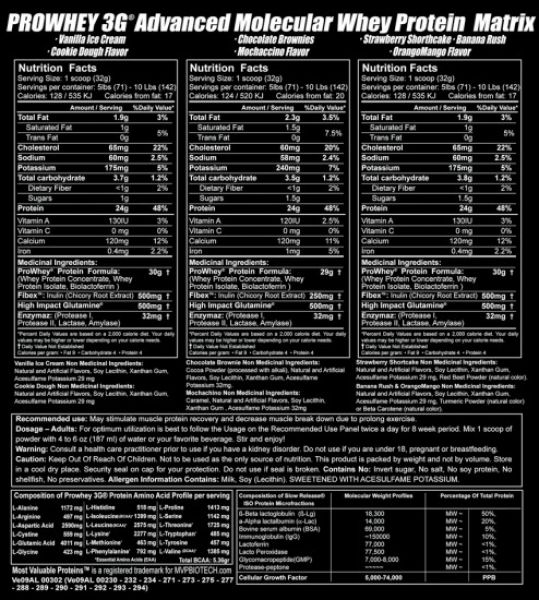 PROWHEY 3G® Advanced Molecular Whey Protein Matrix
· Vanilla Ice Cream
· Cookie Dough Flavor
· Chocolate Brownies
· Mochaccino Flavor
· Strawberry Shorthcake · Banana Rush
· OrangoMango Flavor
Nutrition Facts
Serving Size: 1 scoop (32g)
Servings per container: 5lbs (71) - 10 Lbs (142)
Calories: 128 / 535 KJ Calories from fat: 17
Amount / Serving %Daily Value*
Total Fat 1.9g 3%
Saturated Fat 1g
5%
Trans Fat 0g
Cholesterol 65mg 22%
Sodium 60mg 2.5%
Potassium 175mg 5%
Total carbohydrate 3.7g 1.2%
Dietary Fiber <1g 2%
Sugars 1g
Protein 24g 48%
Vitamin A 130IU 3%
Vitamin C 0 mg 0%
Calcium 120mg 12%
Iron 0.4mg 2.2%
Medicinal Ingredients:
ProWhey® Protein Formula: 30g †
(Whey Protein Concentrate, Whey
Protein Isolate, Biolactoferrin )
Fibex™: Inulin (Chicory Root Extract) 500mg †
High Impact Glutamine® 500mg †
Enzymaz: (Protease I, 32mg †
Protease II, Lactase, Amylase)
*Percent Daily Values are based on a 2,000 calorie diet. Your daily
values may be higher or lower depending on your calorie needs.
† Daily Value Not Established
Calories per gram · Fat 9 · Carbohydrate 4 · Protein 4
Vanilla Ice Cream Non Medicinal Ingredients:
Natural and Artificial Flavors, Soy Lecithin, Xanthan Gum,
Acesulfame Potassium 29 mg
Cookie Dough Non Medicinal Ingredients:
Natural and Artificial Flavors, Soy Lecithin, Xanthan Gum,
Acesulfame Potassium 29 mg
Nutrition Facts
Serving Size: 1 scoop (32g)
Servings per container: 5lbs (71) - 10 Lbs (142)
Calories: 124 / 520 KJ Calories from fat: 20
Amount / Serving %Daily Value*
Total Fat 2.3g 3.5%
Saturated Fat 1.5g
7.5%
Trans Fat 0g
Cholesterol 60mg 20%
Sodium 58mg 2.4%
Potassium 240mg 7%
Total carbohydrate 3.5g 1.2%
Dietary Fiber <1g 2%
Sugars 1.5g
Protein 24g 48%
Vitamin A 120IU 2.5%
Vitamin C 0 mg 0%
Calcium 120mg 11%
Iron 1mg 5%
Medicinal Ingredients:
ProWhey® Protein Formula: 29g †
(Whey Protein Concentrate, Whey
Protein Isolate, Biolactoferrin )
Fibex™: Inulin (Chicory Root Extract) 250mg †
High Impact Glutamine® 500mg †
Enzymaz: (Protease I, 32mg †
Protease II, Lactase, Amylase)
*Percent Daily Values are based on a 2,000 calorie diet. Your daily
values may be higher or lower depending on your calorie needs.
† Daily Value Not Established
Calories per gram · Fat 9 · Carbohydrate 4 · Protein 4
Chocolate Brownie Non Medicinal Ingredients:
Cocoa Powder (processed with alkali), Natural and Artificial
Flavors, Soy Lecithin, Xanthan Gum, Acesulfame
Potassium 32mg
Mochachino Non Medicinal Ingredients:
Caramel, Natural and Artificial Flavors, Soy Lecithin,
Xanthan Gum , Acesulfame Potassium 32mg
Nutrition Facts
Serving Size: 1 scoop (32g)
Servings per container: 5lbs (71) - 10 Lbs (142)
Calories: 128 / 535 KJ Calories from fat: 17
Amount / Serving %Daily Value*
Total Fat 1.9g 3%
Saturated Fat 1g
5%
Trans Fat 0g
Cholesterol 65mg 22%
Sodium 60mg 2.5%
Potassium 175mg 5%
Total carbohydrate 3.8g 1.2%
Dietary Fiber <1g 2%
Sugars 1g
Protein 24g 48%
Vitamin A 130IU 3%
Vitamin C 0 mg 0%
Calcium 120mg 12%
Iron 0.4mg 2.2%
Medicinal Ingredients:
ProWhey® Protein Formula: 30g †
(Whey Protein Concentrate, Whey
Protein Isolate, Biolactoferrin )
Fibex™: Inulin (Chicory Root Extract) 500mg †
High Impact Glutamine® 500mg †
Enzymaz: (Protease I, 32mg †
Protease II, Lactase, Amylase)
*Percent Daily Values are based on a 2,000 calorie diet. Your daily
values may be higher or lower depending on your calorie needs.
† Daily Value Not Established
Calories per gram · Fat 9 · Carbohydrate 4 · Protein 4
Strawberry Shortcake Non Medicinal Ingredients:
Natural and Artificial Flavors, Soy Lecithin, Xanthan Gum,
Acesulfame Potassium 29 mg, Red Beet Powder (natural color).
Banana Rush & OrangoMango Non Medicinal Ingredients:
Natural and Artificial Flavors, Soy Lecithin, Xanthan Gum,
Acesulfame Potassium 29 mg, Turmeric Powder (natural color)
or Beta Carotene (natural color).
Recommended use: May stimulate muscle protein recovery and decrease muscle break down due to prolong exercise.
Dosage – Adults: For optimum utilization is best to follow the Usage on the Recommended Use Panel twice a day for 8 week period. Mix 1 scoop of
powder with 4 to 6 oz (187 ml) of water or your favorite beverage. Stir and enjoy!
Warning: Consult a health care practitioner prior to use if you have a kidney disorder. Do not use if you are under 18, pregnant or breastfeeding.
Caution: Keep Out Of Reach Of Children. Not to be used as the only source of nutrition. This product is packed by weight and not by volume. Store
in a cool dry place. Security seal on cap for your protection. Do not use if seal is broken. Contains No: Invert sugar, No salt, No soy protein, No
shellfish, No preservatives. Allergen Information Contains: Milk, Soy (Lecithin). SWEETENED WITH ACESULFAME POTASSIUM.
Composition of Prowhey 3G® Protein Amino Acid Profile per serving
L-Alanine 1172 mg L-Histidine 518 mg L-Proline 1413 mg
L-Arginine 497 mg L-Isoleucine(BCAA)* 1399 mg L-Serine 1142 mg
L-Aspartic Acid 2590mg L-Leucine(BCAA)* 2575 mg L-Threonine* 1725 mg
L-Cystine 559 mg L-Lysine* 2277 mg L-Tryptophan* 485 mg
L-Glutamic Acid 4011 mg L-Methionine* 463 mg L-Tyrosine 457 mg
L-Glycine 423 mg L-Phenylalanine* 792 mg L-Valine (BCAA)* 1385 mg
*Essential Amino Acids (EAA) Total BCAA: 5.36gr
Most Valuable Proteins™ is a registered trademark for MVPBIOTECH.com
Ve09AL 00302 (Ve09AL 00230 - 232 - 234 - 271 - 273 - 275 - 277
- 288 - 289 - 290 - 291 - 292 - 293 - 294)
Composition of Slow Release®
ISO Protein Microfractions
Molecular Weight Profiles Percentage Of Total Protein
ß-Beta lactoglobulin (ß-Lg) 18,300 MW ~ 50%,
α-Alpha lactalbumin (α-Lac) 14,000 MW ~ 20%,
Bovine serum albumin (BSA) 69,000 MW ~ 5%,
Immunoglobulin (IgG) ~150000 MW ~ 10%,
Lactoferrin 77,000 MW ~ <1%,
Lacto Peroxidase 77,500 MW ~ <1%,
Glycomacropeptide(GMP) 7,000-8,000 MW ~ 15%
Protease-peptone ~~~~~ MW ~ <1%,
Cellular Growth Factor 5,000-74,000 PPB